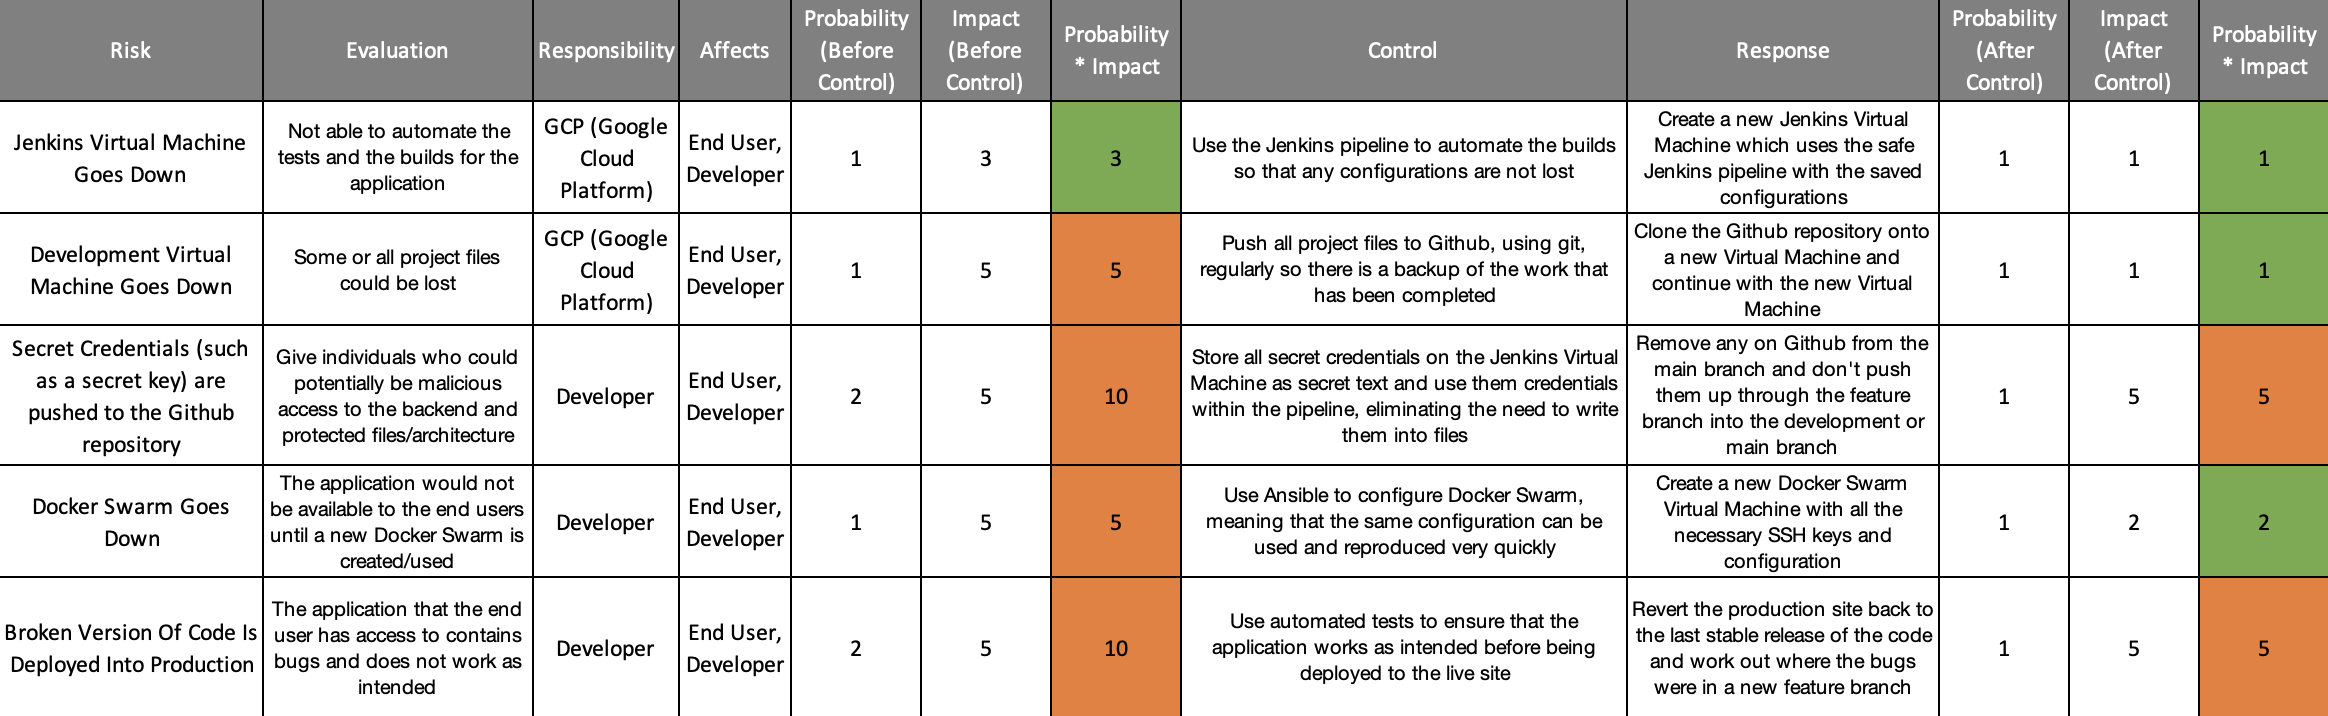 Risk
Evaluation
Responsibility
Affects
Probability
(Before
Control)
Impact
(Before
Control)
Probability
* Impact
Control
Response
Probability
(After
Control)
Impact
(After
Control)
Probability
* Impact
Jenkins Virtual Machine
Goes Down
Not able to automate the
tests and the builds for the
application
GCP (Google
Cloud
Platform)
End User,
Developer
1
3
3
Use the Jenkins pipeline to automate the builds
so that any configurations are not lost
Create a new Jenkins Virtual
Machine which uses the safe
Jenkins pipeline with the saved
configurations
1
1
1
Development Virtual
Machine Goes Down
Some or all project files
could be lost
GCP (Google
Cloud
Platform)
End User,
Developer
1
5
5
Push all project files to Github, using git,
regularly so there is a backup of the work that
has been completed
Clone the Github repository onto
a new Virtual Machine and
continue with the new Virtual
Machine
1
1
1
Secret Credentials (such
as a secret key) are
pushed to the Github
repository
Give individuals who could
potentially be malicious
access to the backend and
protected files/architecture
Developer
End User,
Developer
2
5
10
Store all secret credentials on the Jenkins Virtual
Machine as secret text and use them credentials
within the pipeline, eliminating the need to write
them into files
Remove any on Github from the
main branch and don't push
them up through the feature
branch into the development or
main branch
1
5
5
Docker Swarm Goes
Down
The application would not
be available to the end users
until a new Docker Swarm is
created/used
Developer
End User,
Developer
1
5
5
Use Ansible to configure Docker Swarm,
meaning that the same configuration can be
used and reproduced very quickly
Create a new Docker Swarm
Virtual Machine with all the
necessary SSH keys and
configuration
1
2
2
Broken Version Of Code Is
Deployed Into Production
The application that the end
user has access to contains
bugs and does not work as
intended
Developer
End User,
Developer
2
5
10
Use automated tests to ensure that the
application works as intended before being
deployed to the live site
Revert the production site back to
the last stable release of the code
and work out where the bugs
were in a new feature branch
1
5
5